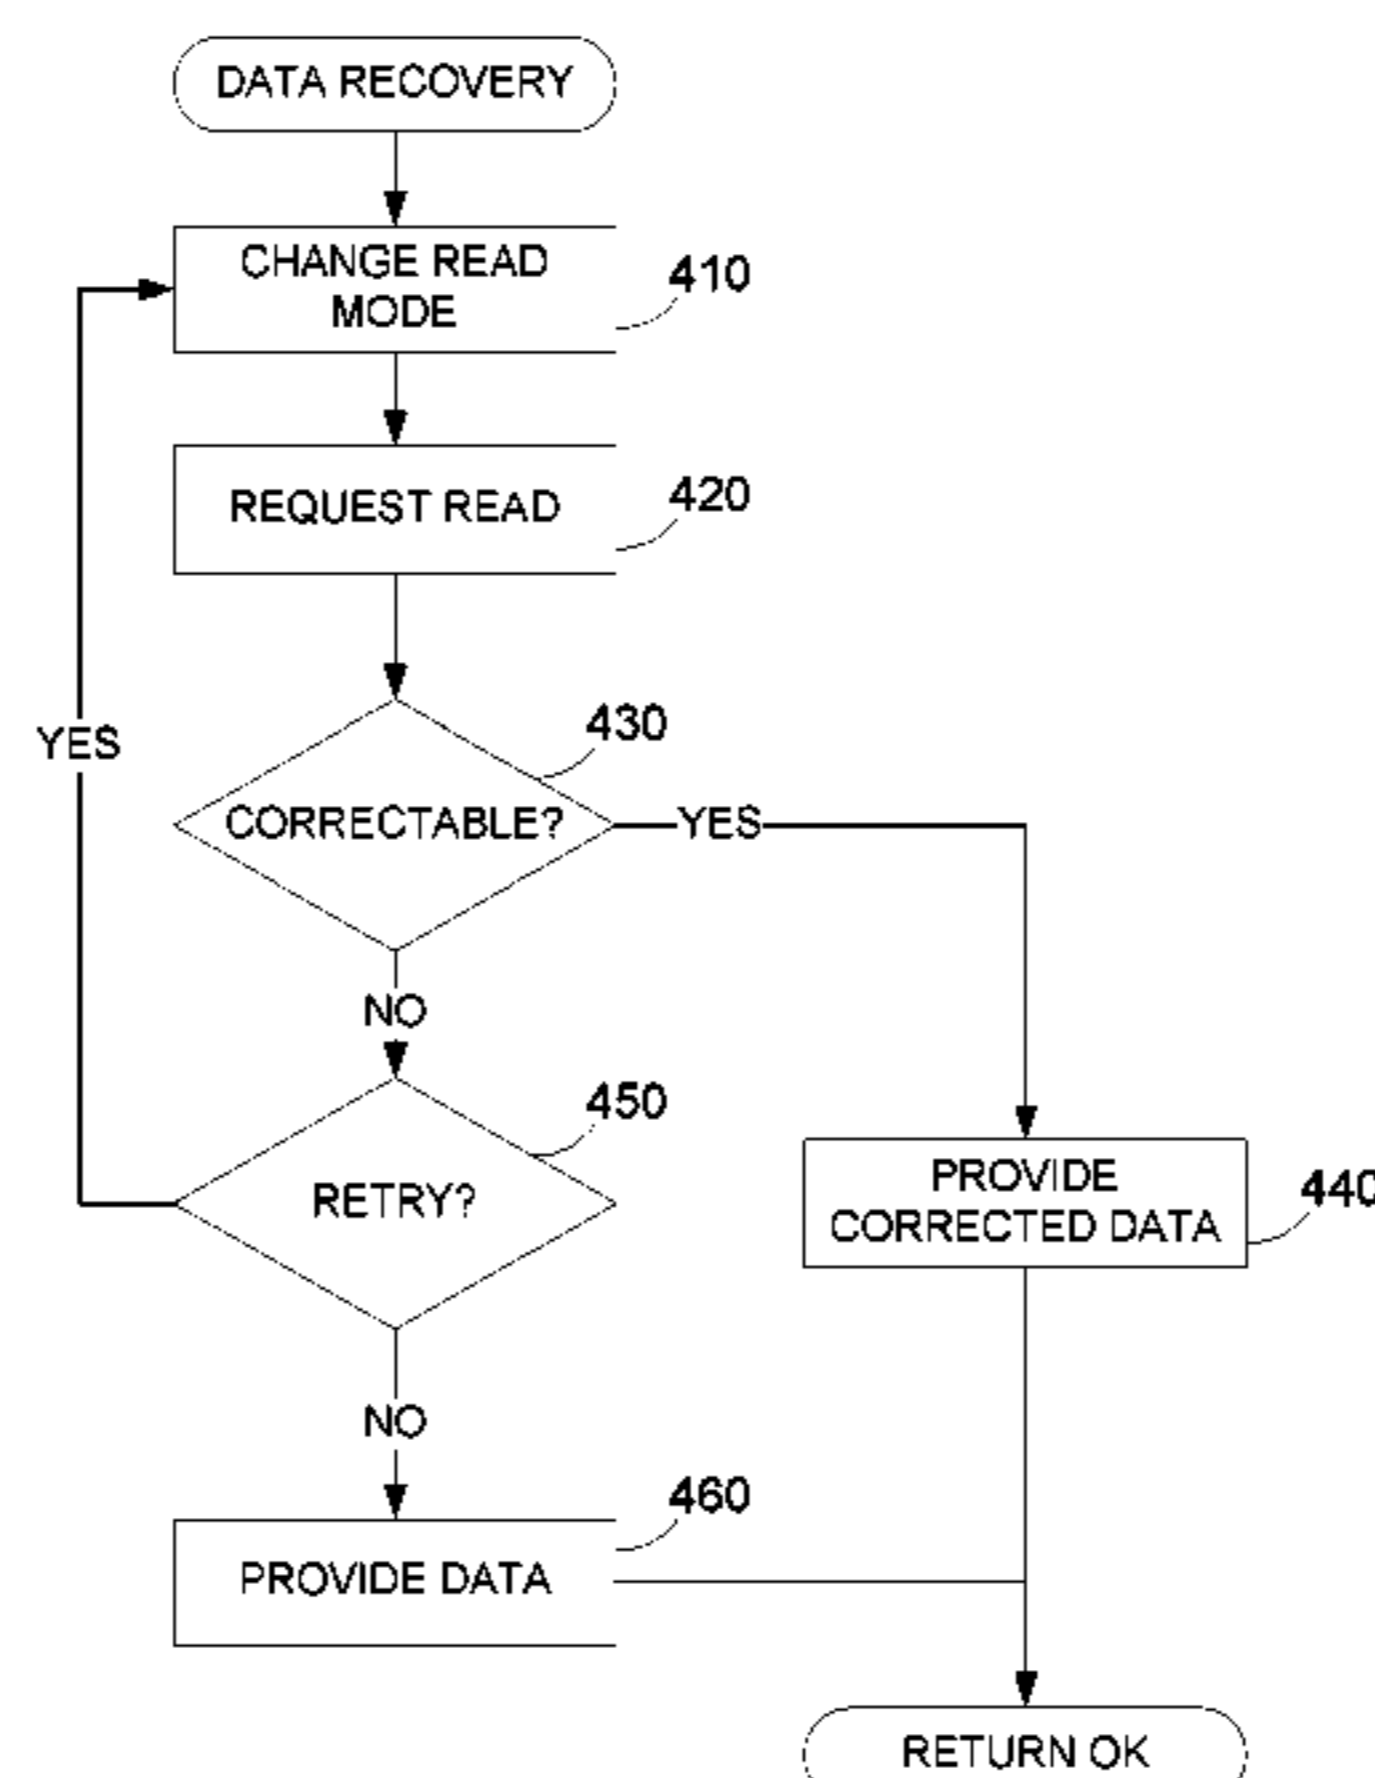 DATA RECOVERY
CHANGE READ
MODE
410
REQUEST READ
420
430
YES
CORRECTABLE?
YES
NO
450
RETRY?
PROVIDE
CORRECTED DATA
440
NO
460
PROVIDE DATA
RETURN OK